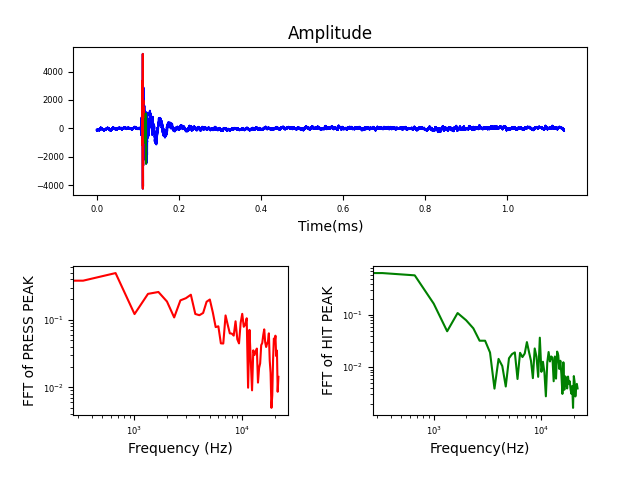 Amplitude
4000
2000
0
−2000
−4000
0.0 0.2 0.4 0.6 0.8 1.0
Time(ms)
FFT of PRESS PEAK
10⁻¹
10⁻²
10³ 10⁴
Frequency (Hz)
FFT of HIT PEAK
10⁻¹
10⁻²
10³ 10⁴
Frequency(Hz)